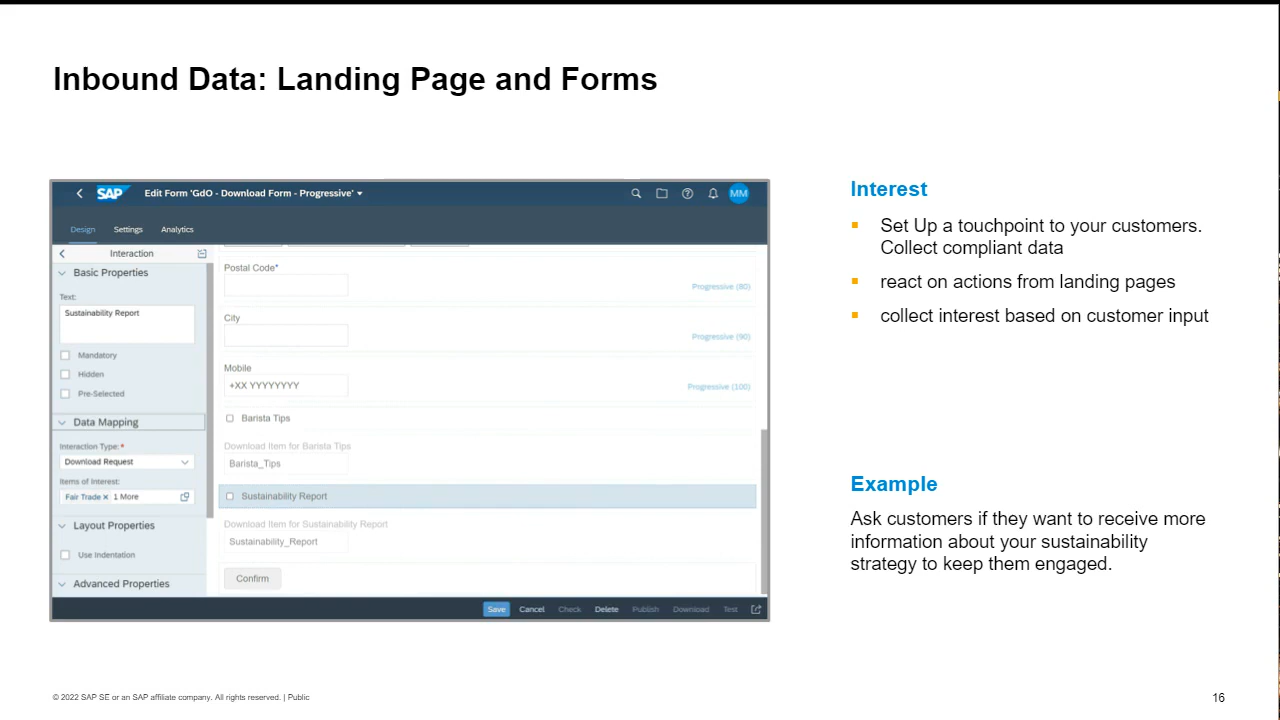 Inbound Data: Landing Page and Forms
SAP Edit Form 'GdO - Download Form - Progressive'
MM
Design Settings Analytics
Interaction
Basic Properties
Text:
Sustainability Report
Mandatory
Hidden
Pre-Selected
Data Mapping
Interaction Type: *
Download Request
Items of Interest:
Fair Trade × 1 More
Layout Properties
Use Indentation
Advanced Properties
Postal Code*
Progressive (80)
City
Progressive (90)
Mobile
+XX YYYYYYYY
Progressive (100)
Barista Tips
Download Item for Barista Tips
Barista_Tips
Sustainability Report
Download Item for Sustainability Report
Sustainability_Report
Confirm
Save Cancel Check Delete Publish Download Test
Interest
▪ Set Up a touchpoint to your customers.
Collect compliant data
▪ react on actions from landing pages
▪ collect interest based on customer input
Example
Ask customers if they want to receive more
information about your sustainability
strategy to keep them engaged.
© 2022 SAP SE or an SAP affiliate company. All rights reserved. | Public
16